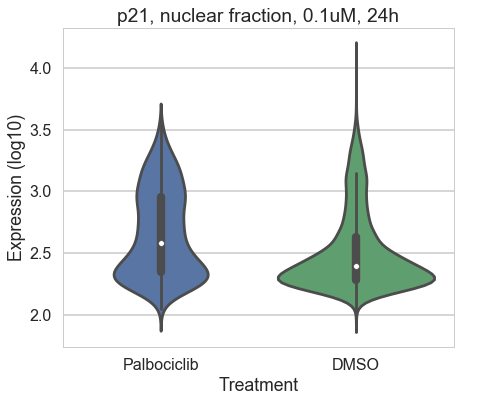 p21, nuclear fraction, 0.1uM, 24h
Expression (log10)
4.0
3.5
3.0
2.5
2.0
Palbociclib DMSO
Treatment